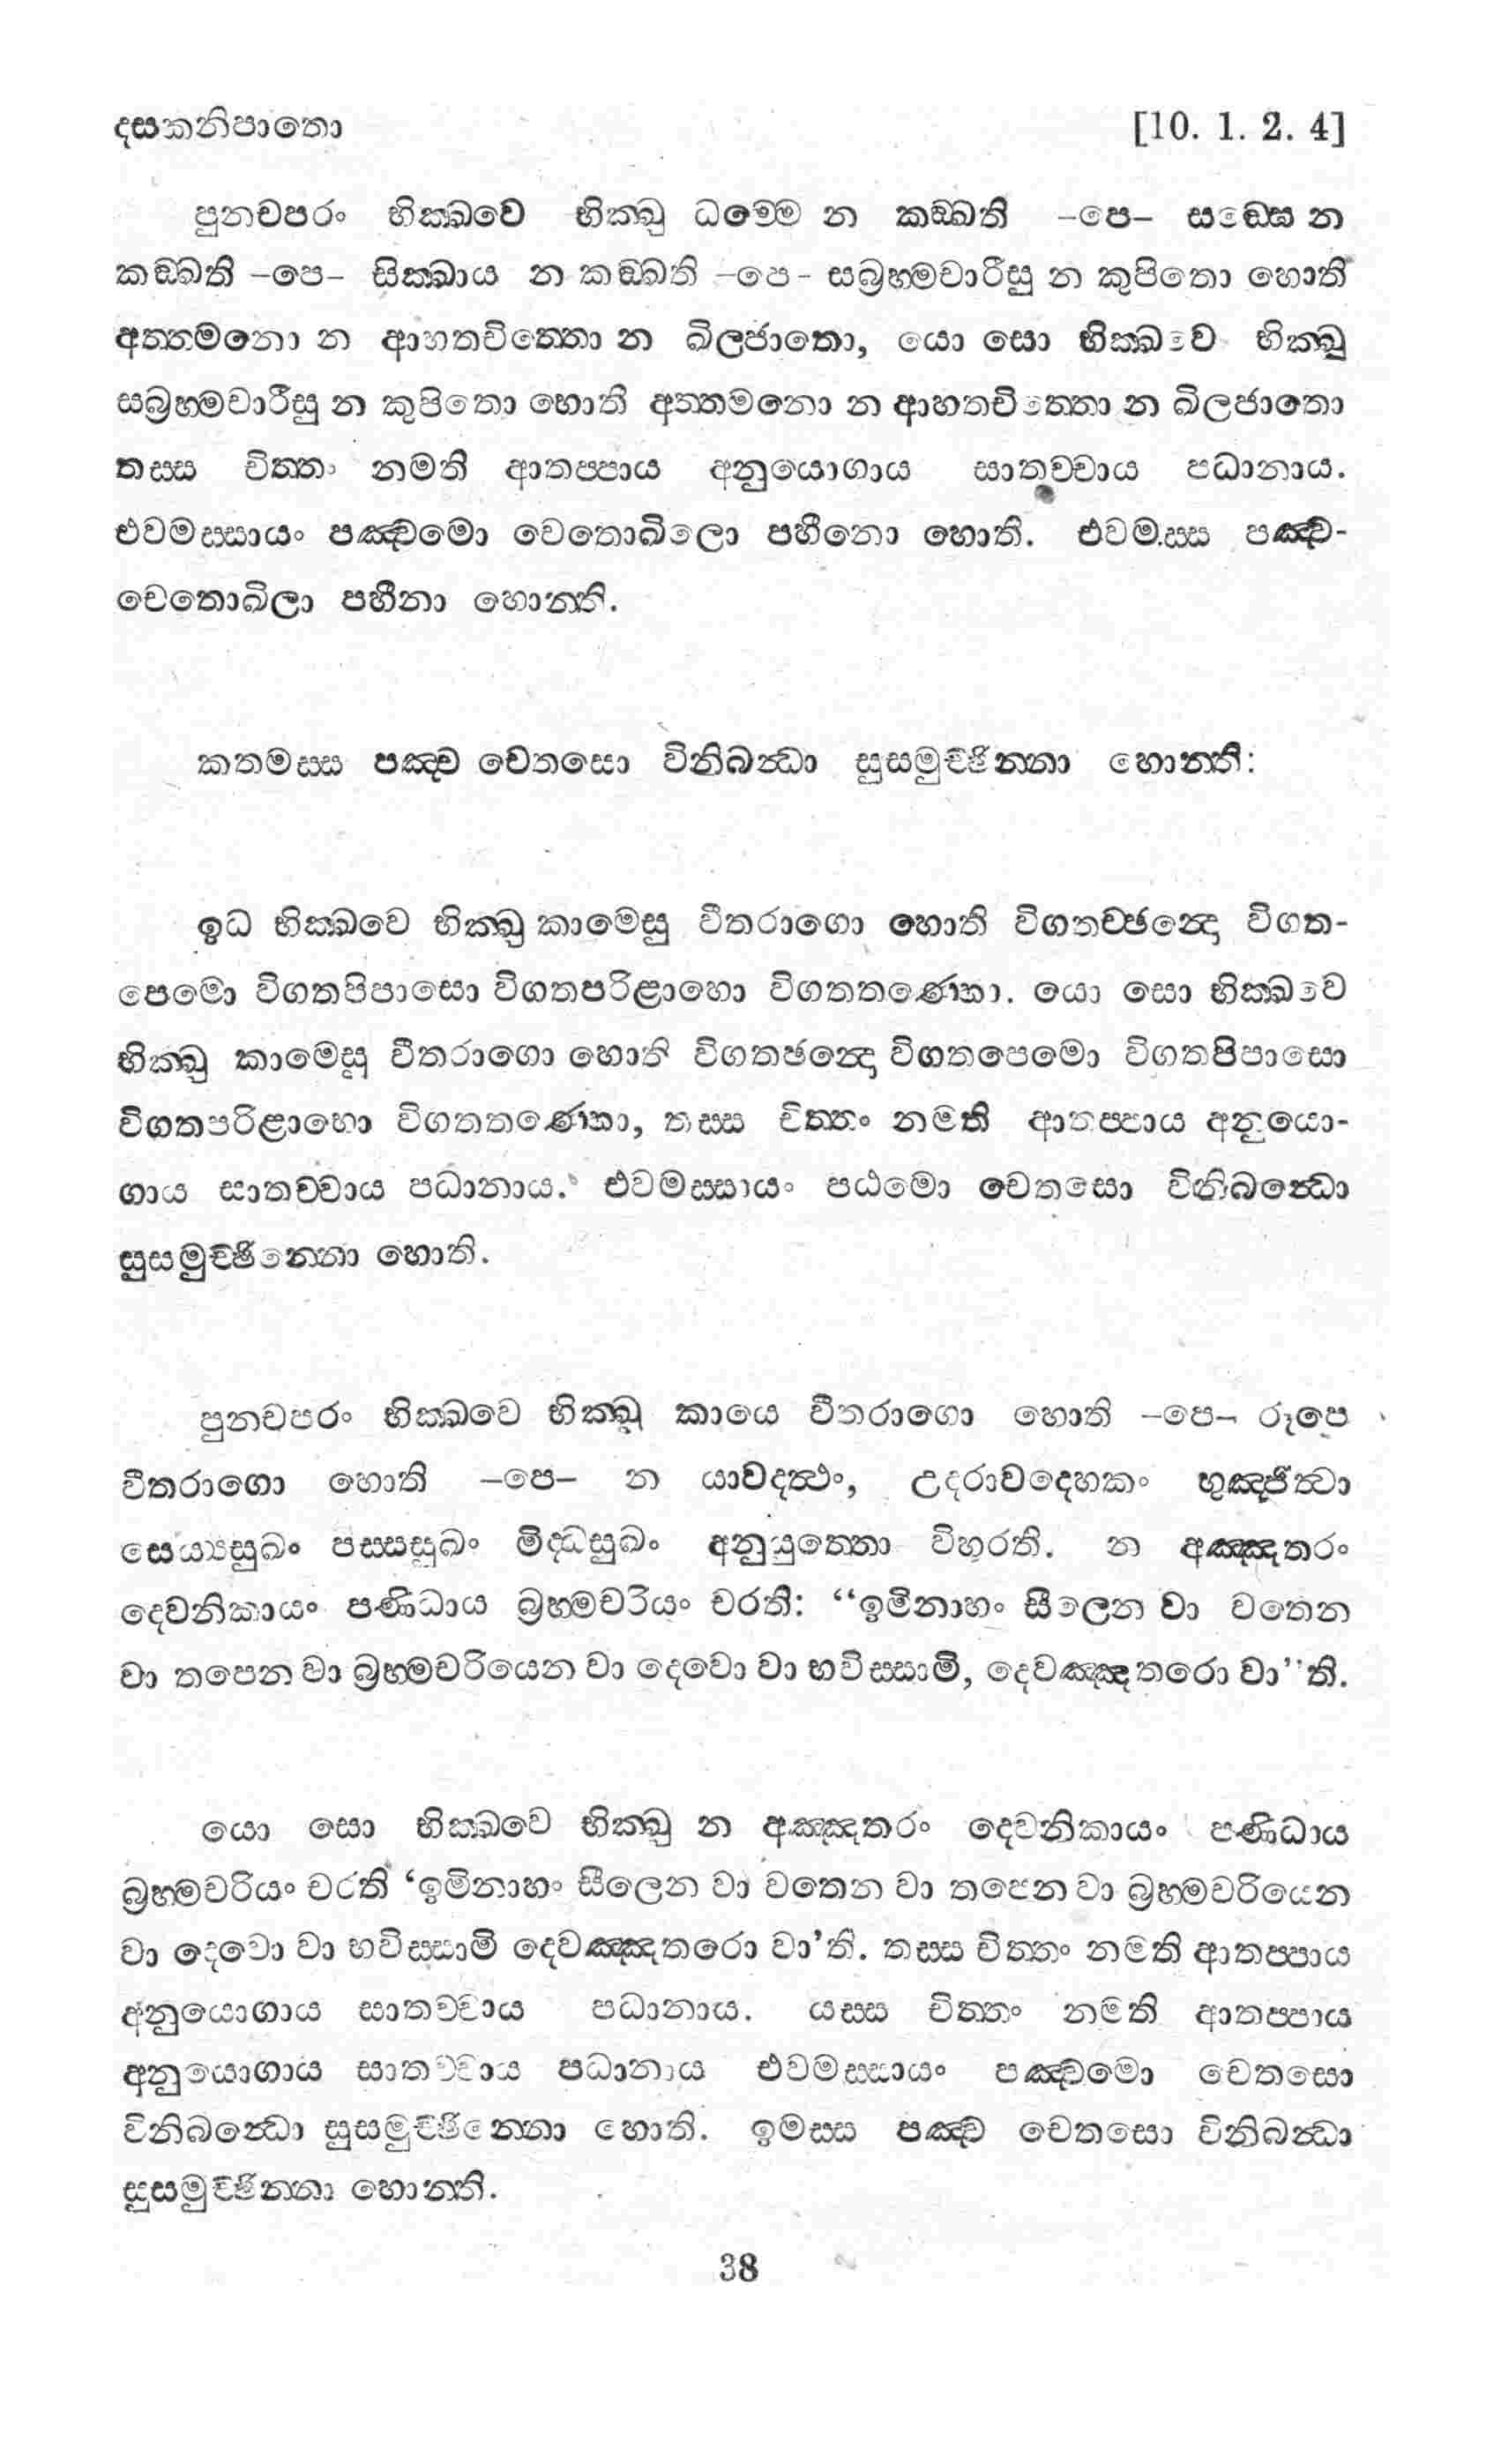 දසකනිපාතො [10. 1. 2. 4]
පුනචපරං භික්ඛවෙ භික්ඛු ධම්මෙ න කඞ්ඛති –පෙ– සඞ්ඝෙ න
කඞ්ඛති –පෙ– සික්ඛාය න කඞ්ඛති –පෙ– සබ්‍රහ්මචාරීසු න කුපිතො හොති
අත්තමනො න ආහතචිත්තො න ඛිලජාතො, යො සො භික්ඛවෙ භික්ඛු
සබ්‍රහ්මචාරීසු න කුපිතො හොති අත්තමනො න ආහතචිත්තො න ඛිලජාතො
තස්ස චිත්තං නමති ආතප්පාය අනුයොගාය සාතච්චාය පධානාය.
එවමස්සායං පඤ්චමො චෙතොඛිලො පහීනො හොති. එවමස්ස පඤ්ච-
චෙතොඛිලා පහීනා හොන්ති.
කතමස්ස පඤ්ච චෙතසො විනිබන්ධා සුසමුච්ඡින්නා හොන්ති:
ඉධ භික්ඛවෙ භික්ඛු කාමෙසු වීතරාගො හොති විගතච්ඡන්දො විගත-
පෙමො විගතපිපාසො විගතපරිළාහො විගතතණ්හො. යො සො භික්ඛවෙ
භික්ඛු කාමෙසු වීතරාගො හොති විගතඡන්දො විගතපෙමො විගතපිපාසො
විගතපරිළාහො විගතතණ්හො, තස්ස චිත්තං නමති ආතප්පාය අනුයො-
ගාය සාතච්චාය පධානාය. එවමස්සායං පඨමො චෙතසො විනිබන්ධො
සුසමුච්ඡින්නො හොති.
පුනචපරං භික්ඛවෙ භික්ඛු කායෙ වීතරාගො හොති –පෙ– රූපෙ
වීතරාගො හොති –පෙ– න යාවදත්ථං, උදරාවදෙහකං භුඤ්ජිත්වා
සෙය්‍යසුඛං පස්සසුඛං මිද්ධසුඛං අනුයුත්තො විහරති. න අඤ්ඤතරං
දෙවනිකායං පණිධාය බ්‍රහ්මචරියං චරති: “ඉමිනාහං සීලෙන වා වතෙන
වා තපෙන වා බ්‍රහ්මචරියෙන වා දෙවො වා භවිස්සාමි, දෙවඤ්ඤතරො වා”ති.
යො සො භික්ඛවෙ භික්ඛු න අඤ්ඤතරං දෙවනිකායං පණිධාය
බ්‍රහ්මචරියං චරති ‘ඉමිනාහං සීලෙන වා වතෙන වා තපෙන වා බ්‍රහ්මචරියෙන
වා දෙවො වා භවිස්සාමි දෙවඤ්ඤතරො වා’ති. තස්ස චිත්තං නමති ආතප්පාය
අනුයොගාය සාතච්චාය පධානාය. යස්ස චිත්තං නමති ආතප්පාය
අනුයොගාය සාතච්චාය පධානාය එවමස්සායං පඤ්චමො චෙතසො
විනිබන්ධො සුසමුච්ඡින්නො හොති. ඉමස්ස පඤ්ච චෙතසො විනිබන්ධා
සුසමුච්ඡින්නා හොන්ති.
38